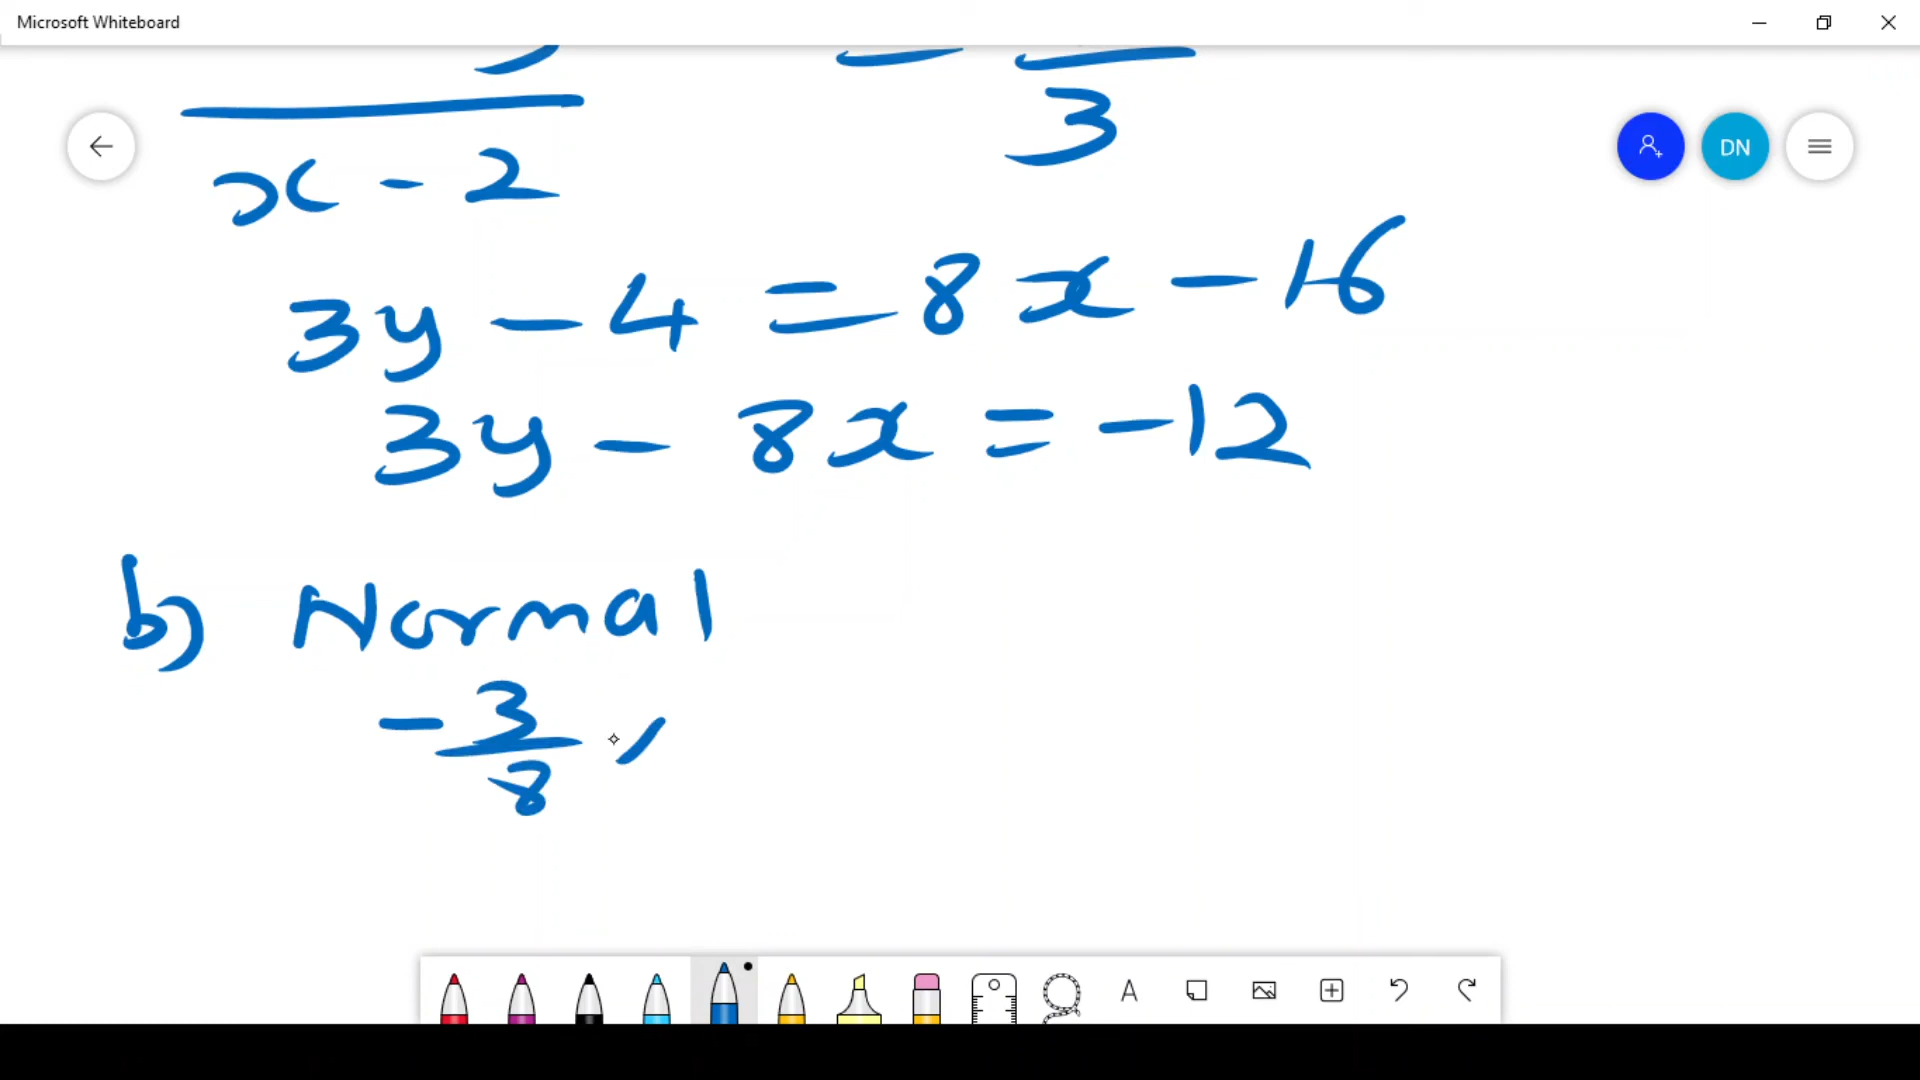 Microsoft Whiteboard
3
x - 2
DN
3y - 4 = 8x - 16
3y - 8x = -12
b) Normal
-3/8
A